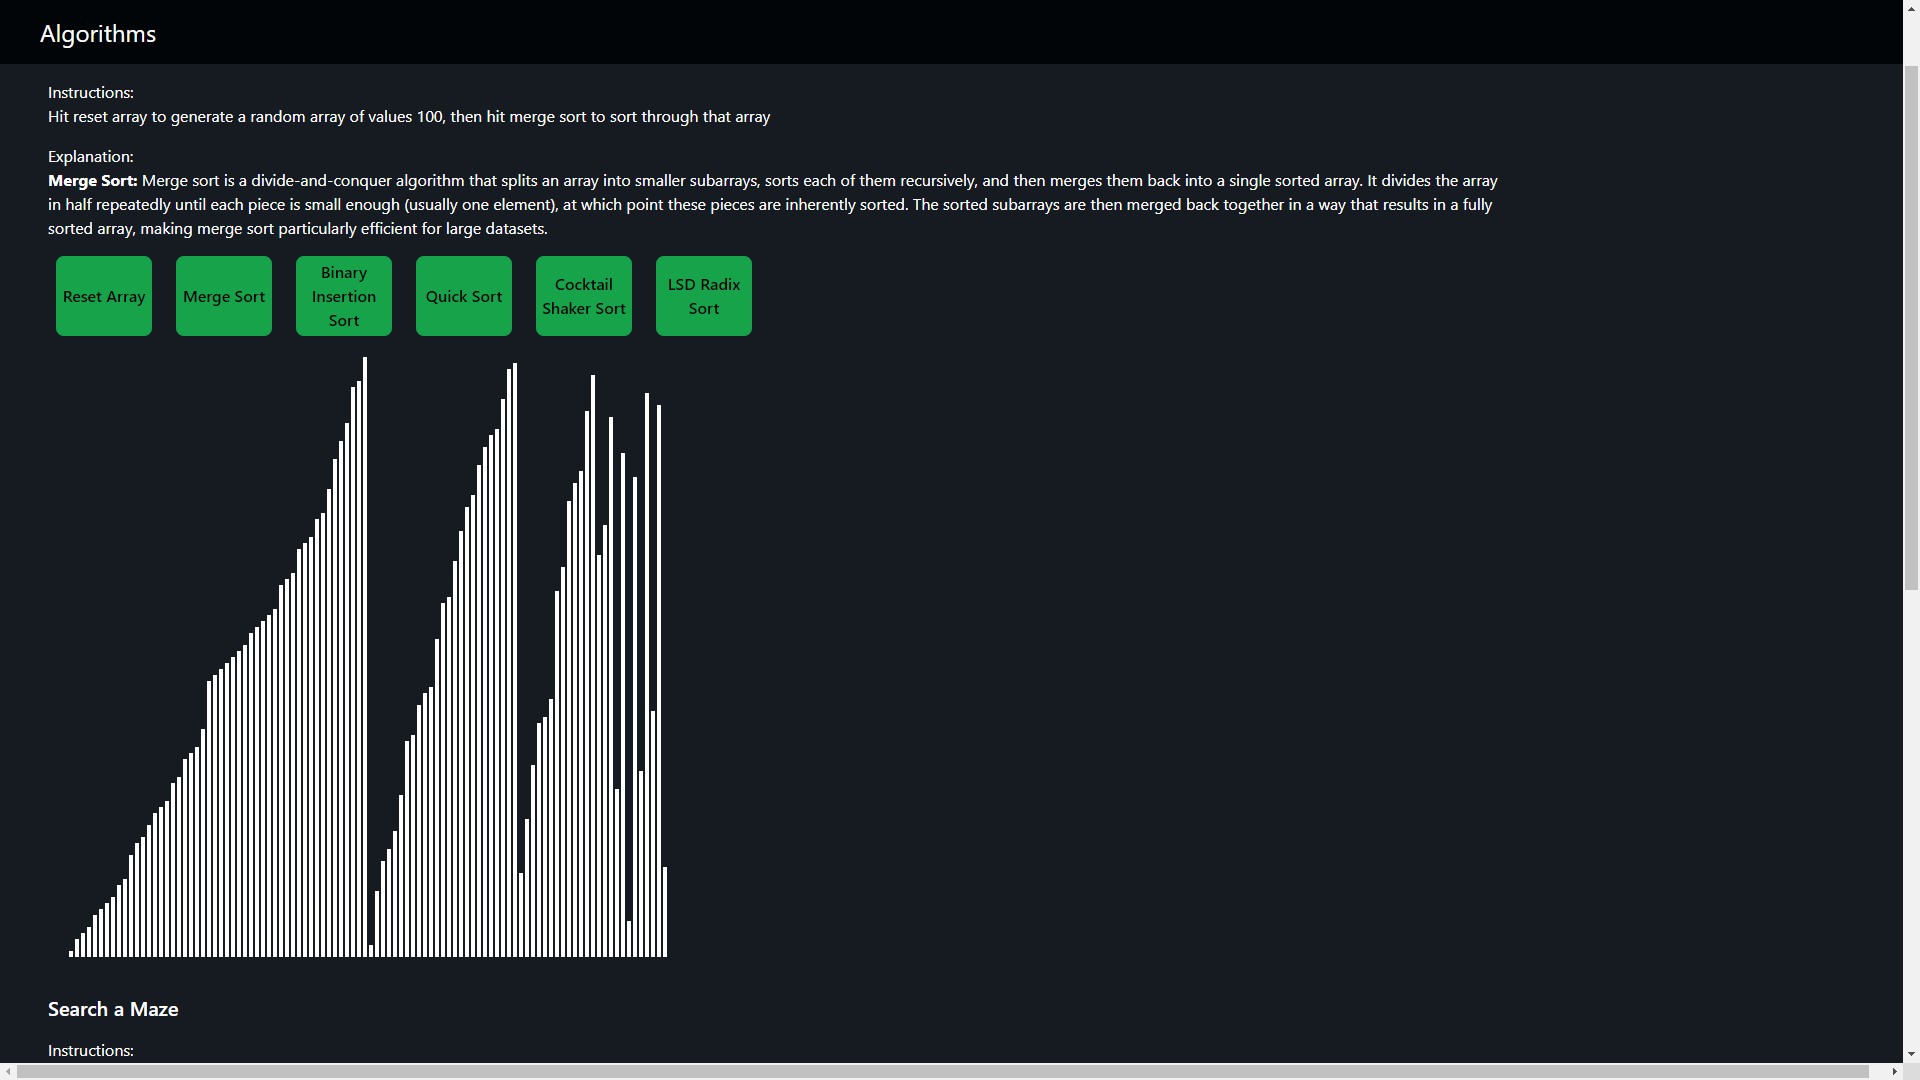 Algorithms
Instructions:
Hit reset array to generate a random array of values 100, then hit merge sort to sort through that array
Explanation:
Merge Sort: Merge sort is a divide-and-conquer algorithm that splits an array into smaller subarrays, sorts each of them recursively, and then merges them back into a single sorted array. It divides the array
in half repeatedly until each piece is small enough (usually one element), at which point these pieces are inherently sorted. The sorted subarrays are then merged back together in a way that results in a fully
sorted array, making merge sort particularly efficient for large datasets.
Reset Array
Merge Sort
Binary
Insertion
Sort
Quick Sort
Cocktail
Shaker Sort
LSD Radix
Sort
Search a Maze
Instructions: